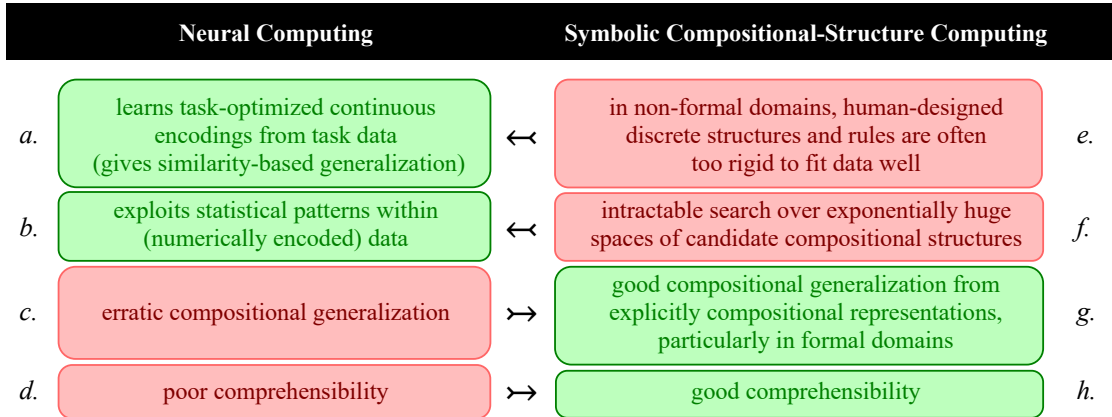 Neural Computing
Symbolic Compositional-Structure Computing
a.
learns task-optimized continuous
encodings from task data
(gives similarity-based generalization)
in non-formal domains, human-designed
discrete structures and rules are often
too rigid to fit data well
e.
b.
exploits statistical patterns within
(numerically encoded) data
intractable search over exponentially huge
spaces of candidate compositional structures
f.
c.
erratic compositional generalization
good compositional generalization from
explicitly compositional representations,
particularly in formal domains
g.
d.
poor comprehensibility
good comprehensibility
h.